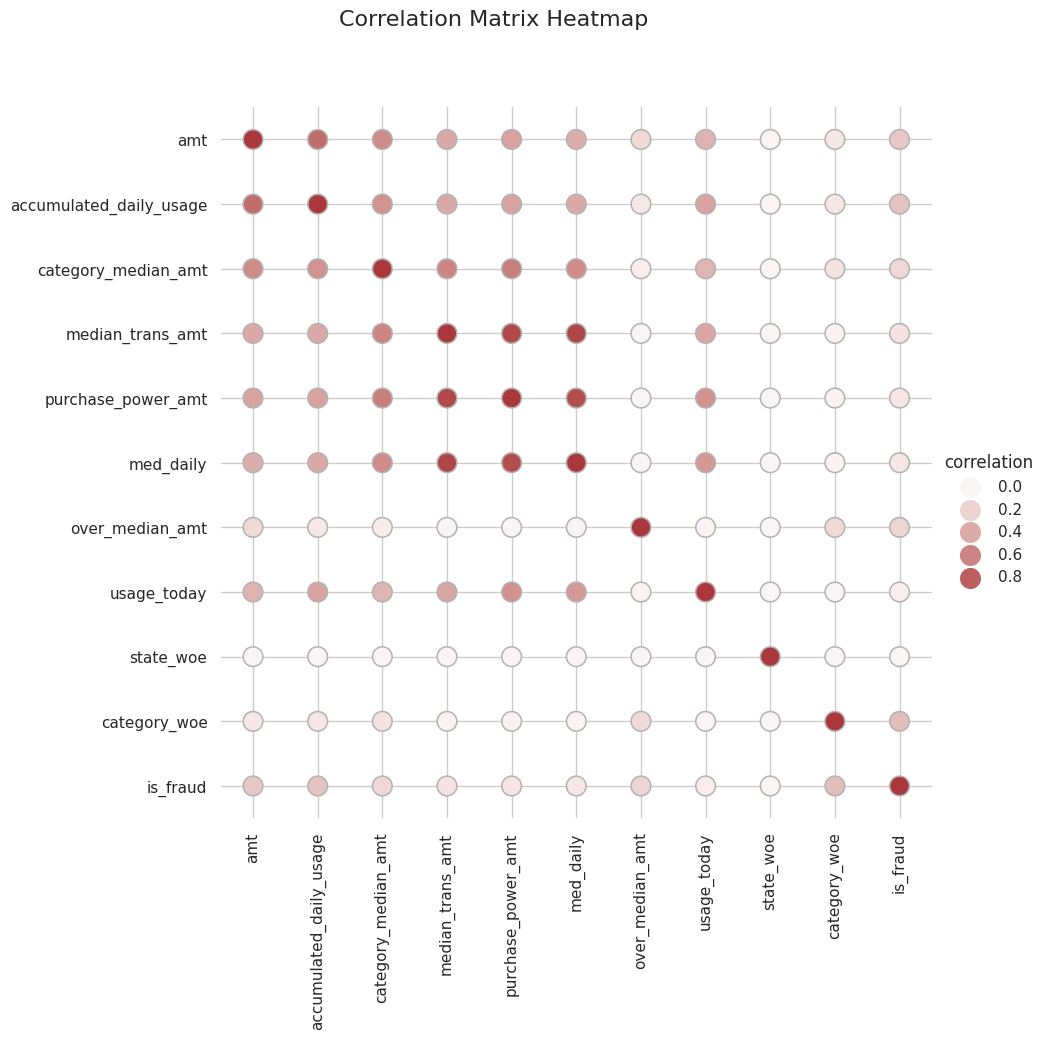 Correlation Matrix Heatmap
amt
accumulated_daily_usage
category_median_amt
median_trans_amt
purchase_power_amt
med_daily
over_median_amt
usage_today
state_woe
category_woe
is_fraud
correlation
0.0
0.2
0.4
0.6
0.8
amt
accumulated_daily_usage
category_median_amt
median_trans_amt
purchase_power_amt
med_daily
over_median_amt
usage_today
state_woe
category_woe
is_fraud